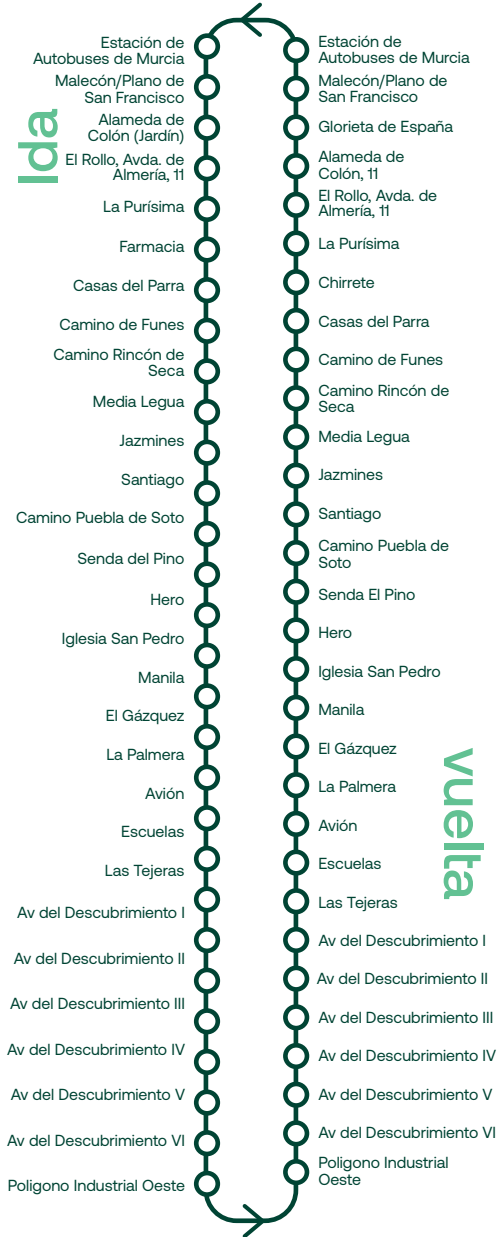 Ida
Estación de
Autobuses de Murcia
Malecón/Plano de
San Francisco
Alameda de
Colón (Jardín)
El Rollo, Avda. de
Almería, 11
La Purísima
Farmacia
Casas del Parra
Camino de Funes
Camino Rincón de
Seca
Media Legua
Jazmines
Santiago
Camino Puebla de Soto
Senda del Pino
Hero
Iglesia San Pedro
Manila
El Gázquez
La Palmera
Avión
Escuelas
Las Tejeras
Av del Descubrimiento I
Av del Descubrimiento II
Av del Descubrimiento III
Av del Descubrimiento IV
Av del Descubrimiento V
Av del Descubrimiento VI
Poligono Industrial Oeste
vuelta
Estación de
Autobuses de Murcia
Malecón/Plano de
San Francisco
Glorieta de España
Alameda de
Colón, 11
El Rollo, Avda. de
Almería, 11
La Purísima
Chirrete
Casas del Parra
Camino de Funes
Camino Rincón de
Seca
Media Legua
Jazmines
Santiago
Camino Puebla de
Soto
Senda El Pino
Hero
Iglesia San Pedro
Manila
El Gázquez
La Palmera
Avión
Escuelas
Las Tejeras
Av del Descubrimiento I
Av del Descubrimiento II
Av del Descubrimiento III
Av del Descubrimiento IV
Av del Descubrimiento V
Av del Descubrimiento VI
Poligono Industrial
Oeste